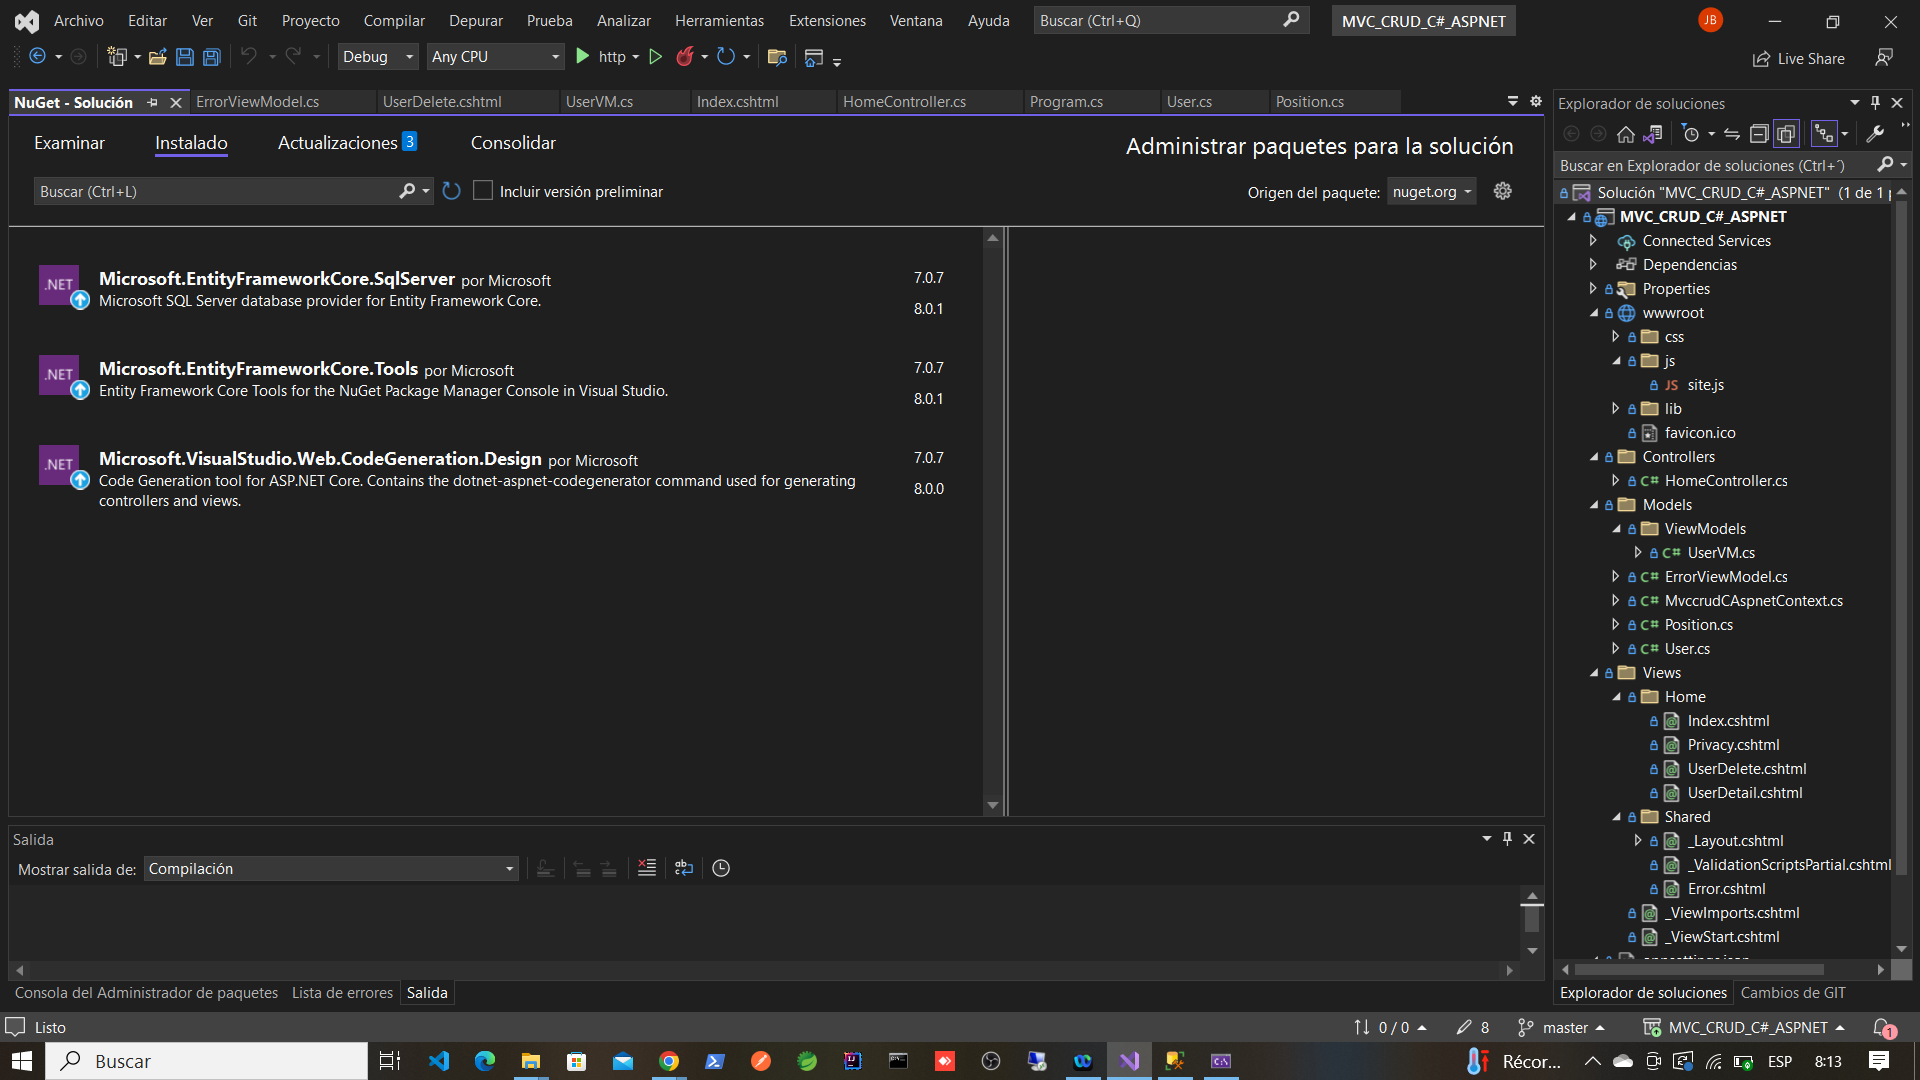 Archivo Editar Ver Git Proyecto Compilar Depurar Prueba Analizar Herramientas Extensiones Ventana Ayuda Buscar (Ctrl+Q) MVC_CRUD_C#_ASPNET JB
Debug Any CPU http Live Share
NuGet - Solución ErrorViewModel.cs UserDelete.cshtml UserVM.cs Index.cshtml HomeController.cs Program.cs User.cs Position.cs
Examinar Instalado Actualizaciones 3 Consolidar
Administrar paquetes para la solución
Buscar (Ctrl+L) Incluir versión preliminar Origen del paquete: nuget.org
.NET
Microsoft.EntityFrameworkCore.SqlServer por Microsoft 7.0.7
Microsoft SQL Server database provider for Entity Framework Core. 8.0.1
.NET
Microsoft.EntityFrameworkCore.Tools por Microsoft 7.0.7
Entity Framework Core Tools for the NuGet Package Manager Console in Visual Studio. 8.0.1
.NET
Microsoft.VisualStudio.Web.CodeGeneration.Design por Microsoft 7.0.7
Code Generation tool for ASP.NET Core. Contains the dotnet-aspnet-codegenerator command used for generating 8.0.0
controllers and views.
Salida
Mostrar salida de: Compilación
Consola del Administrador de paquetes Lista de errores Salida
Explorador de soluciones
Buscar en Explorador de soluciones (Ctrl+´)
Solución "MVC_CRUD_C#_ASPNET" (1 de 1
MVC_CRUD_C#_ASPNET
Connected Services
Dependencias
Properties
wwwroot
css
js
JS site.js
lib
favicon.ico
Controllers
C# HomeController.cs
Models
ViewModels
C# UserVM.cs
C# ErrorViewModel.cs
C# MvccrudCAspnetContext.cs
C# Position.cs
C# User.cs
Views
Home
Index.cshtml
Privacy.cshtml
UserDelete.cshtml
UserDetail.cshtml
Shared
_Layout.cshtml
_ValidationScriptsPartial.cshtml
Error.cshtml
_ViewImports.cshtml
_ViewStart.cshtml
Explorador de soluciones Cambios de GIT
Listo 0 / 0 8 master MVC_CRUD_C#_ASPNET 1
Buscar Récor... ESP 8:13